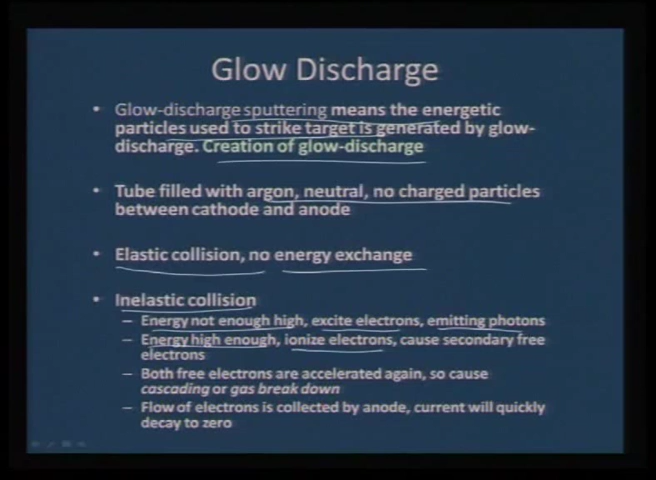 Glow Discharge
• Glow-discharge sputtering means the energetic
particles used to strike target is generated by glow-
discharge. Creation of glow-discharge
• Tube filled with argon, neutral, no charged particles
between cathode and anode
• Elastic collision, no energy exchange
• Inelastic collision
– Energy not enough high, excite electrons, emitting photons
– Energy high enough, ionize electrons, cause secondary free
electrons
– Both free electrons are accelerated again, so cause
cascading or gas break down
– Flow of electrons is collected by anode, current will quickly
decay to zero